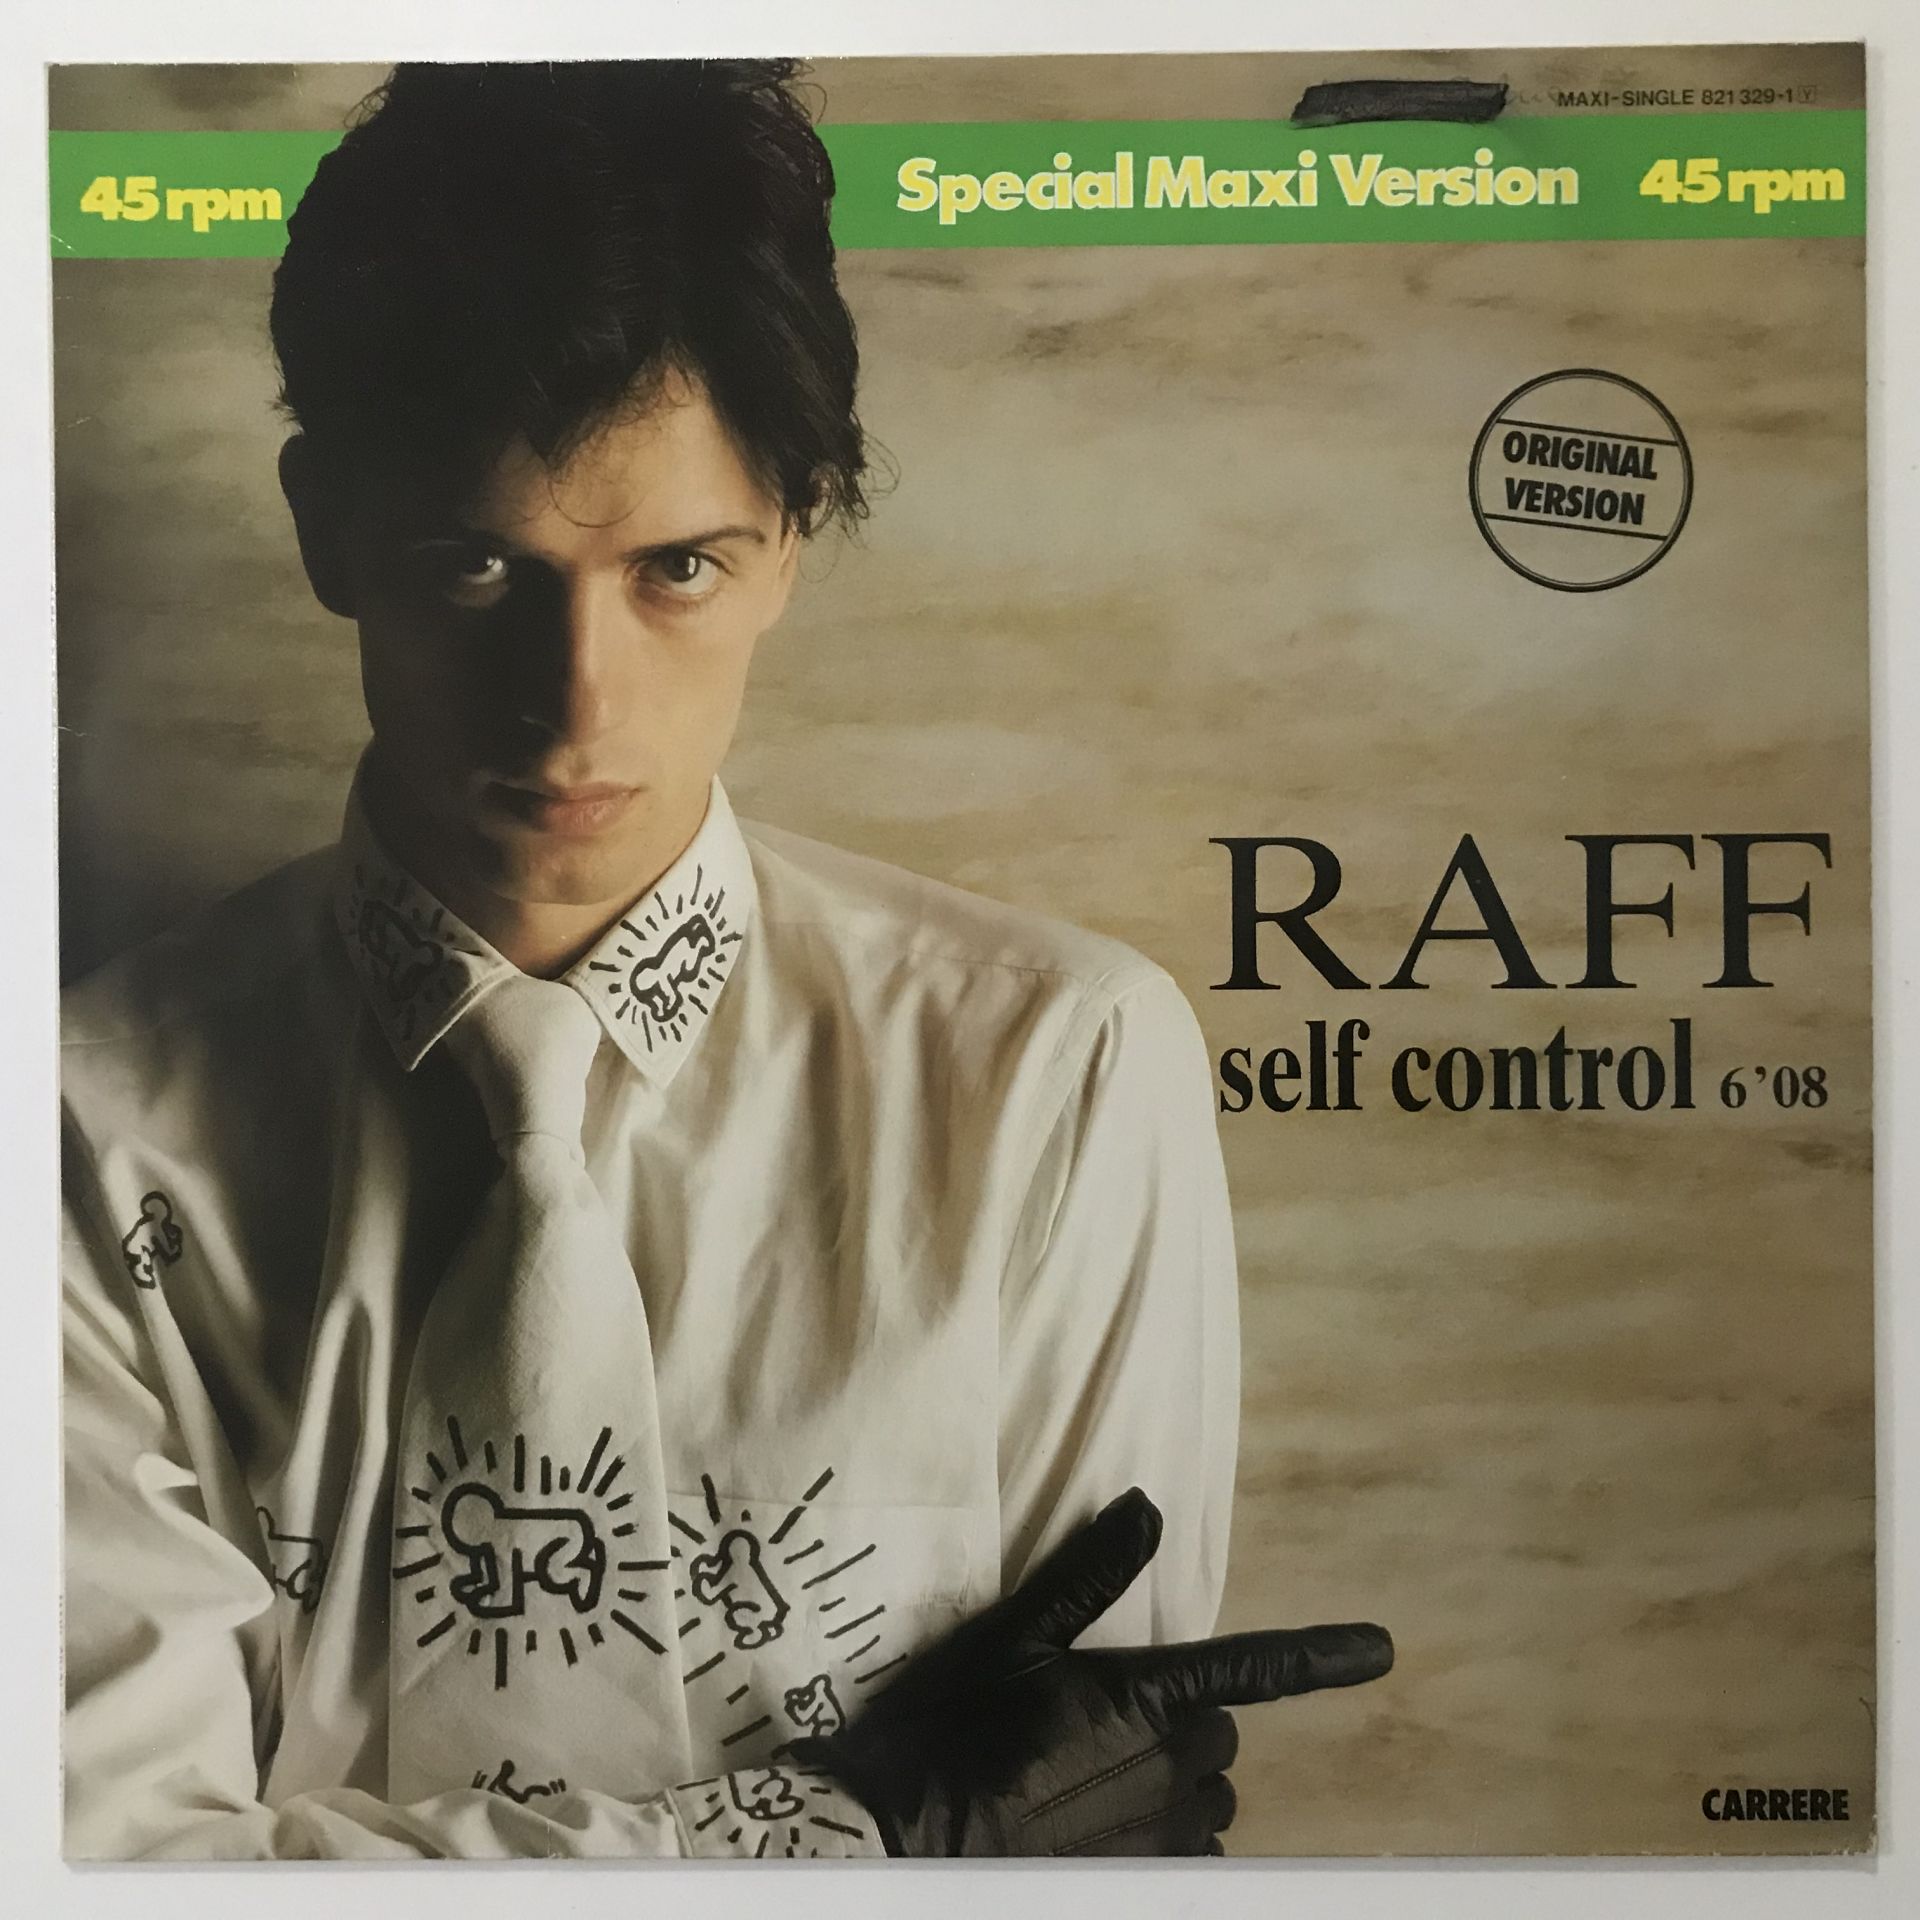 MAXI-SINGLE 821 329-1 Y
45 rpm Special Maxi Version 45 rpm
ORIGINAL
VERSION
RAFF
self control 6'08
CARRERE